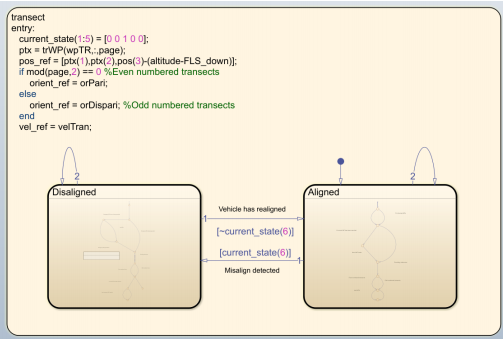 transect
entry:
current_state(1:5) = [0 0 1 0 0];
ptx = trWP(wpTR,:,page);
pos_ref = [ptx(1),ptx(2),pos(3)-(altitude-FLS_down)];
if mod(page,2) == 0 %Even numbered transects
orient_ref = orPari;
else
orient_ref = orDispari; %Odd numbered transects
end
vel_ref = velTran;
2
2
Disaligned
Aligned
Vehicle has realigned
1
[~current_state(6)]
[current_state(6)]
1
Misalign detected